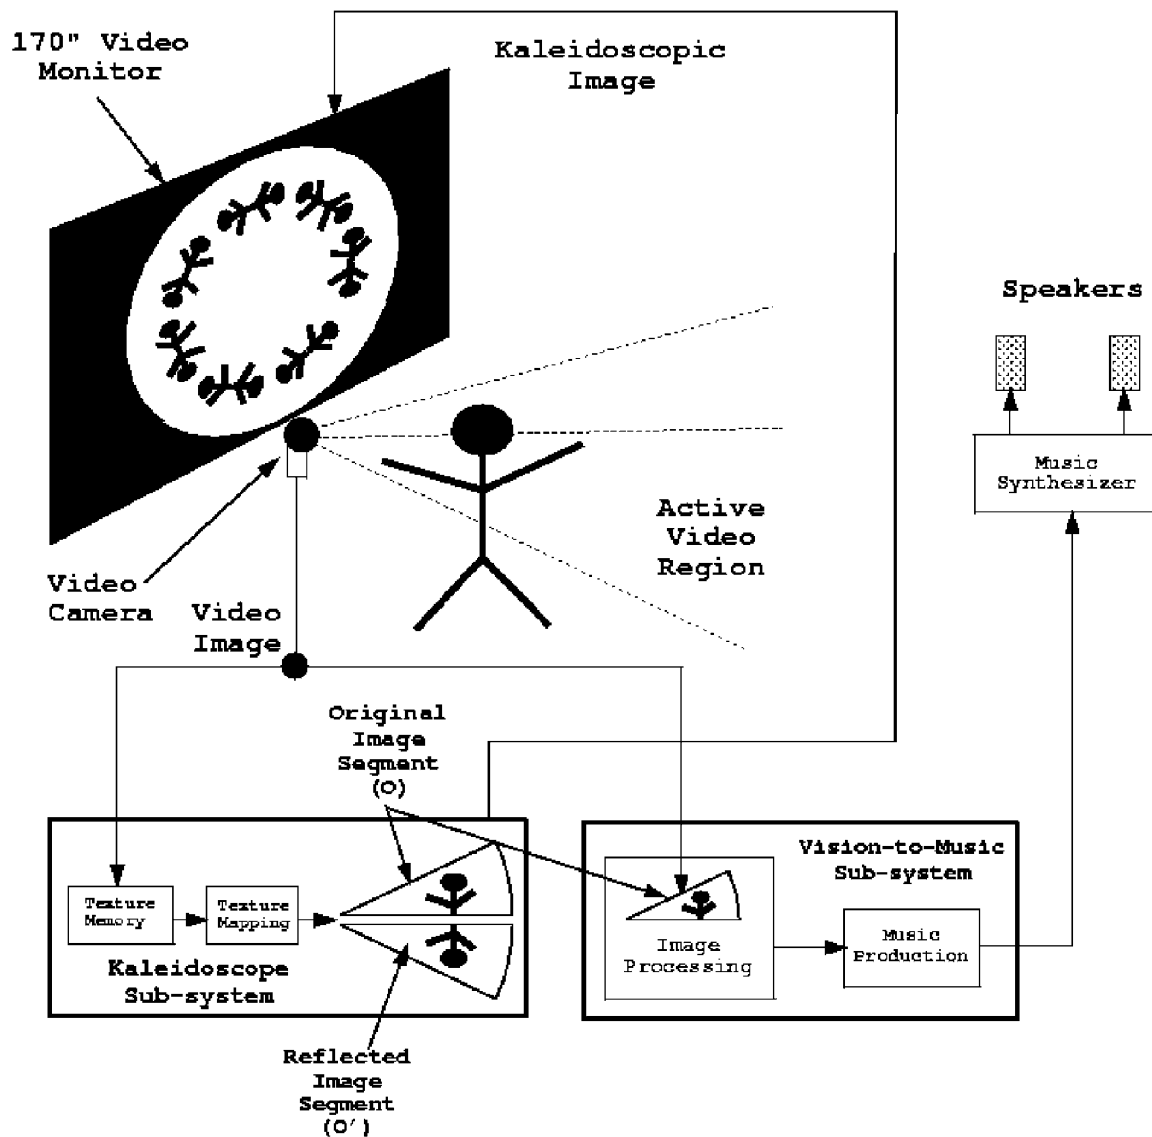 170" Video
Monitor
Kaleidoscopic
Image
Speakers
Music
Synthesizer
Active
Video
Region
Video
Camera
Video
Image
Original
Image
Segment
(O)
Vision-to-Music
Sub-system
Texture
Memory
Texture
Mapping
Kaleidoscope
Sub-system
Image
Processing
Music
Production
Reflected
Image
Segment
(O')